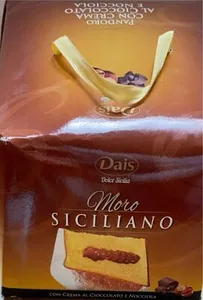 PANDORO
CON CREMA
AL CIOCCOLATO
E NOCCIOLA
Dais
Dais
Dolce Sicilia
Moro
SICILIANO
CON CREMA AL CIOCCOLATO E NOCCIOLA